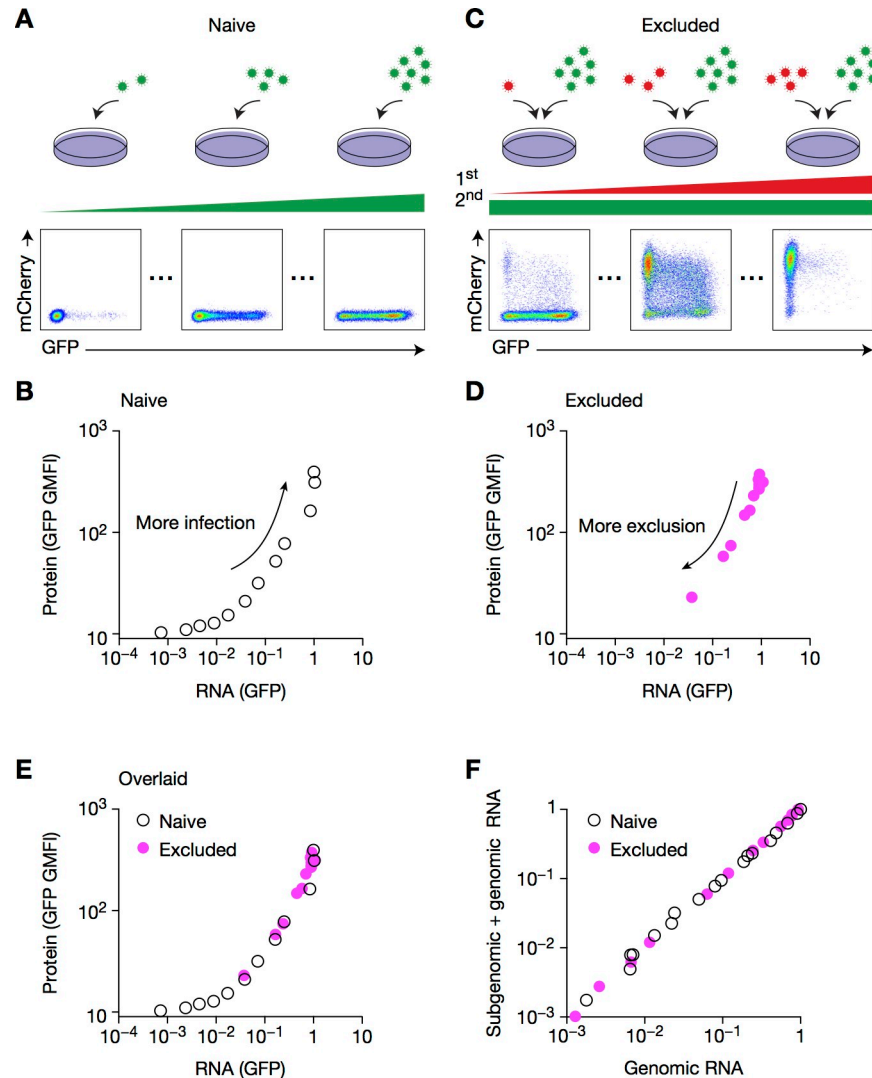 A
Naive
mCherry
GFP
...
...
C
Excluded
1st
2nd
mCherry
GFP
...
...
B
Naive
Protein (GFP GMFI)
10³
10²
10
More infection
10⁻⁴ 10⁻³ 10⁻² 10⁻¹ 1 10
RNA (GFP)
D
Excluded
Protein (GFP GMFI)
10³
10²
10
More exclusion
10⁻⁴ 10⁻³ 10⁻² 10⁻¹ 1 10
RNA (GFP)
E
Overlaid
Protein (GFP GMFI)
10³
Naive
Excluded
10²
10
10⁻⁴ 10⁻³ 10⁻² 10⁻¹ 1 10
RNA (GFP)
F
Subgenomic + genomic RNA
1
Naive
Excluded
10⁻¹
10⁻²
10⁻³
10⁻³ 10⁻² 10⁻¹ 1
Genomic RNA